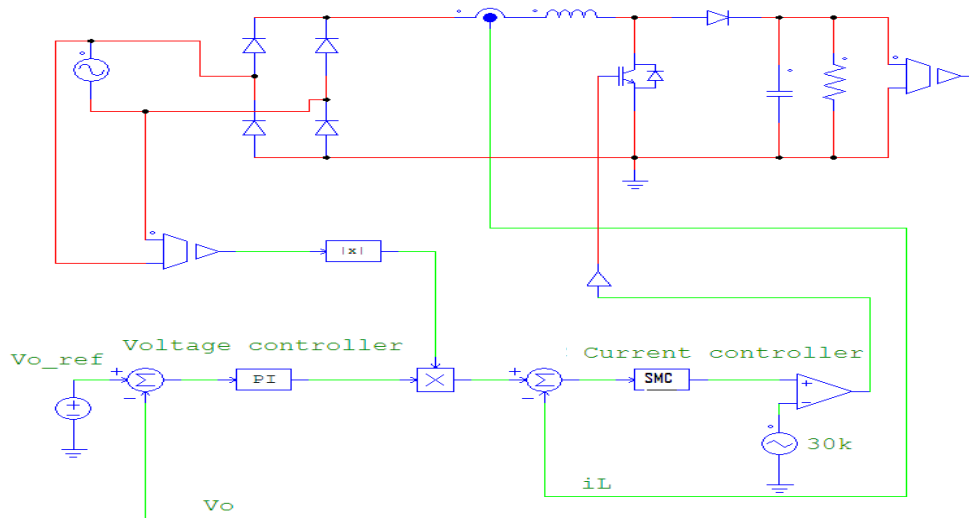 |x|
Voltage controller
Vo_ref
Current controller
PI
SMC
30k
iL
Vo